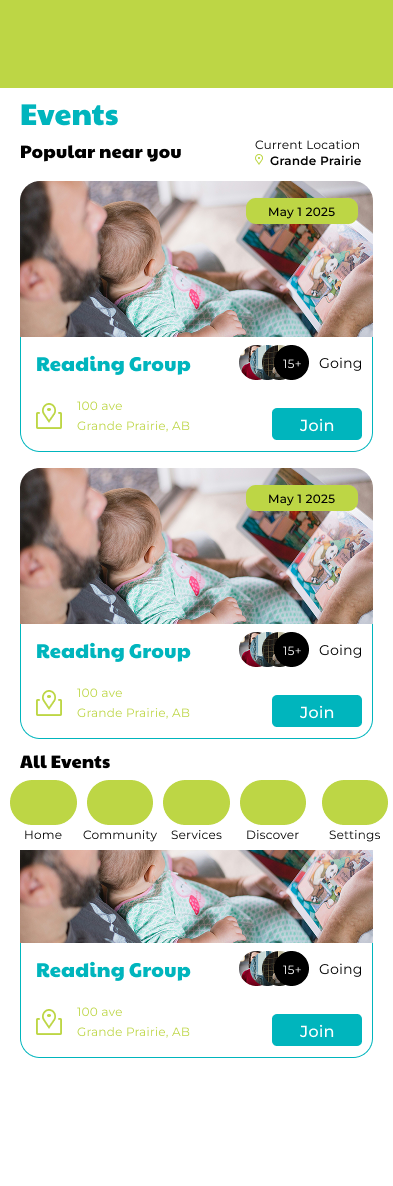 Events
Popular near you
Current Location
Grande Prairie
May 1 2025
Reading Group
15+ Going
100 ave
Grande Prairie, AB
Join
May 1 2025
Reading Group
15+ Going
100 ave
Grande Prairie, AB
Join
All Events
Home Community Services Discover Settings
Reading Group
15+ Going
100 ave
Grande Prairie, AB
Join